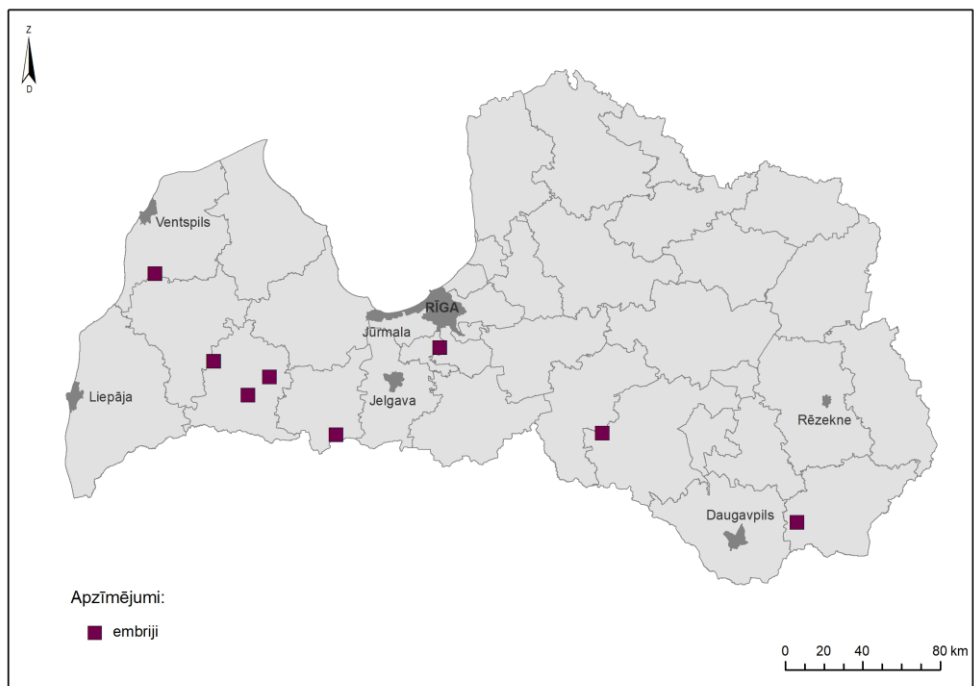 Z
D
Ventspils
RĪGA
Jūrmala
Liepāja
Jelgava
Rēzekne
Daugavpils
Apzīmējumi:
embriji
0 20 40 80 km